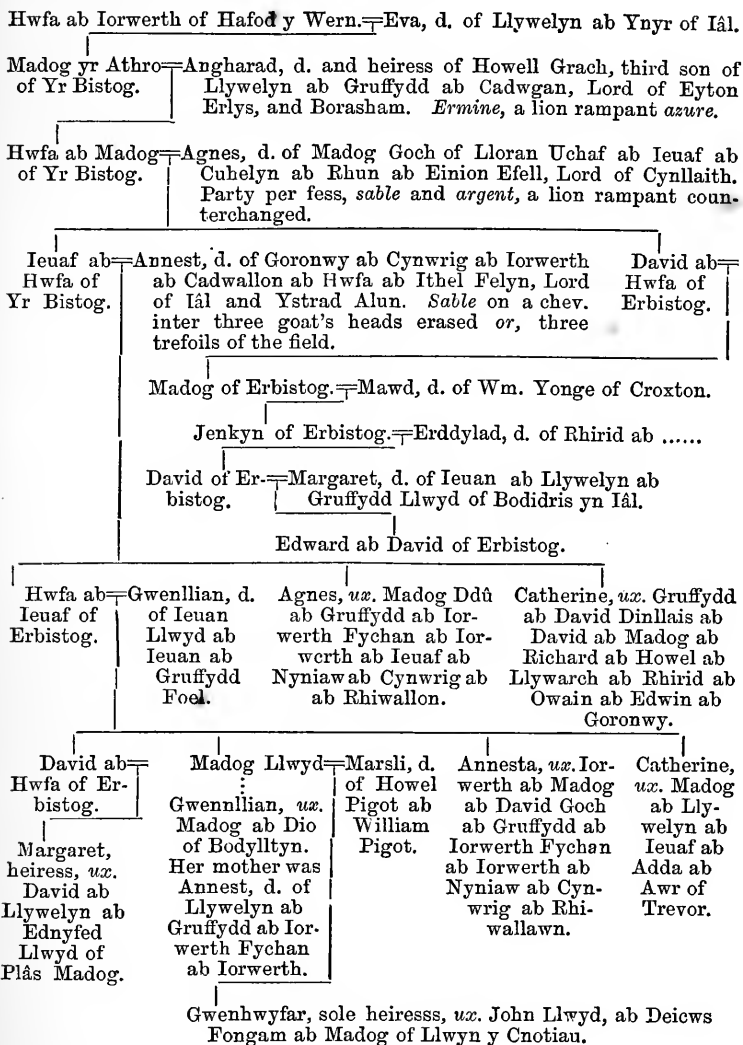 Hwfa ab Iorwerth of Hafod y Wern.=Eva, d. of Llywelyn ab Ynyr of Iâl.
Madog yr Athro=Angharad, d. and heiress of Howell Grach, third son of
of Yr Bistog. Llywelyn ab Gruffydd ab Cadwgan, Lord of Eyton
Erlys, and Borasham. Ermine, a lion rampant azure.
Hwfa ab Madog=Agnes, d. of Madog Goch of Lloran Uchaf ab Ieuaf ab
of Yr Bistog. Cuhelyn ab Rhun ab Einion Efell, Lord of Cynllaith.
Party per fess, sable and argent, a lion rampant coun-
terchanged.
Ieuaf ab=Annest, d. of Goronwy ab Cynwrig ab Iorwerth David ab=
Hwfa of ab Cadwallon ab Hwfa ab Ithel Felyn, Lord Hwfa of
Yr Bistog. of Iâl and Ystrad Alun. Sable on a chev. Erbistog.
inter three goat's heads erased or, three
trefoils of the field.
Madog of Erbistog.=Mawd, d. of Wm. Yonge of Croxton.
Jenkyn of Erbistog.=Erddylad, d. of Rhirid ab ......
David of Er-=Margaret, d. of Ieuan ab Llywelyn ab
bistog. Gruffydd Llwyd of Bodidris yn Iâl.
Edward ab David of Erbistog.
Hwfa ab=Gwenllian, d. Agnes, ux. Madog Ddû Catherine, ux. Gruffydd
Ieuaf of of Ieuan ab Gruffydd ab Ior- ab David Dinllais ab
Erbistog. Llwyd ab werth Fychan ab Ior- David ab Madog ab
Ieuan ab werth ab Ieuaf ab Richard ab Howel ab
Gruffydd Nyniaw ab Cynwrig ab Llywarch ab Rhirid ab
Foel. ab Rhiwallon. Owain ab Edwin ab
Goronwy.
David ab= Madog Llwyd=Marsli, d. Annesta, ux. Ior- Catherine,
Hwfa of Er- of Howel werth ab Madog ux. Madog
bistog. Gwennllian, ux. Pigot ab ab David Goch ab Lly-
Madog ab Dio William ab Gruffydd ab welyn ab
Margaret, of Bodylltyn. Pigot. Iorwerth Fychan Ieuaf ab
heiress, ux. Her mother was ab Iorwerth ab Adda ab
David ab Annest, d. of Nyniaw ab Cyn- Awr of
Llywelyn ab Llywelyn ab wrig ab Rhi- Trevor.
Ednyfed Gruffydd ab Ior- wallawn.
Llwyd of werth Fychan
Plâs Madog. ab Iorwerth.
Gwenhwyfar, sole heiresss, ux. John Llwyd, ab Deicws
Fongam ab Madog of Llwyn y Cnotiau.